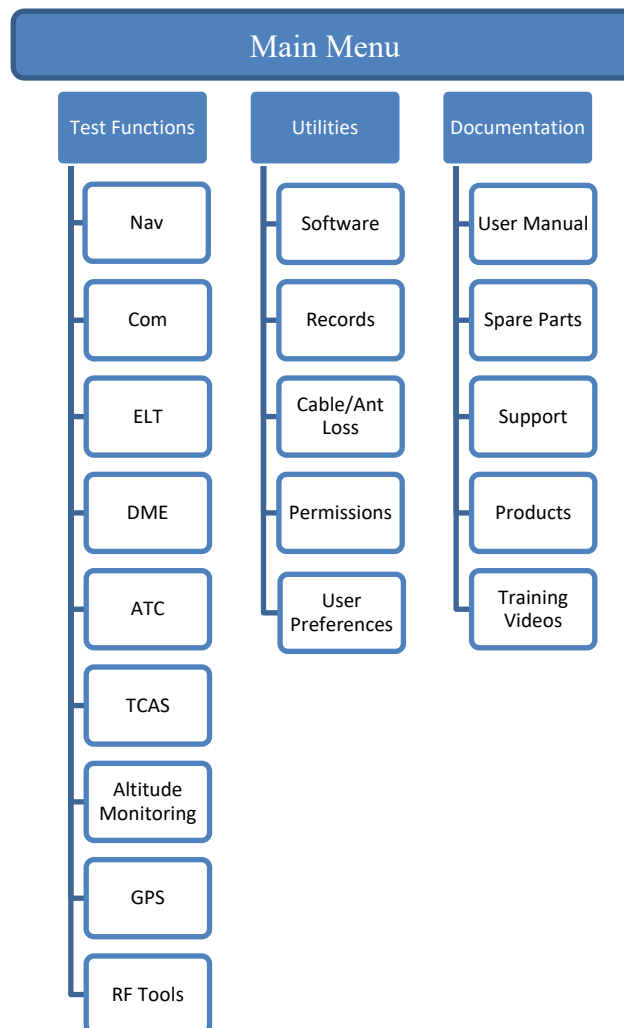 Main Menu
Test Functions
Nav
Com
ELT
DME
ATC
TCAS
Altitude
Monitoring
GPS
RF Tools
Utilities
Software
Records
Cable/Ant
Loss
Permissions
User
Preferences
Documentation
User Manual
Spare Parts
Support
Products
Training
Videos